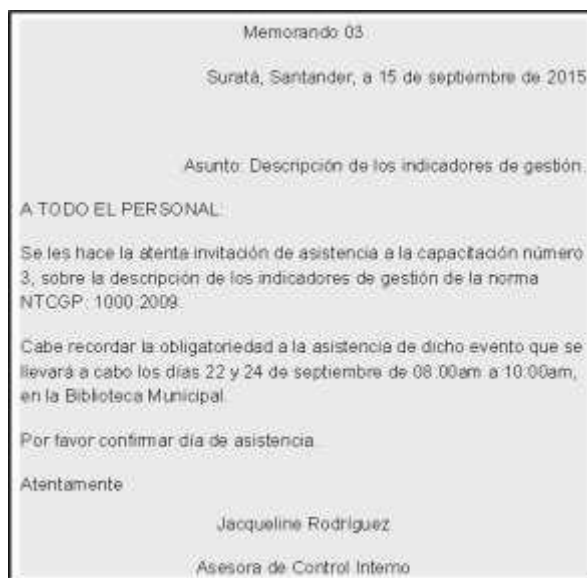 Memorando 03
Suratá, Santander, a 15 de septiembre de 2015
Asunto: Descripción de los indicadores de gestión.
A TODO EL PERSONAL:
Se les hace la atenta invitación de asistencia a la capacitación número
3, sobre la descripción de los indicadores de gestión de la norma
NTCGP: 1000:2009.
Cabe recordar la obligatoriedad a la asistencia de dicho evento que se
llevará a cabo los días 22 y 24 de septiembre de 08:00am a 10:00am,
en la Biblioteca Municipal.
Por favor confirmar día de asistencia.
Atentamente
Jacqueline Rodríguez
Asesora de Control Interno